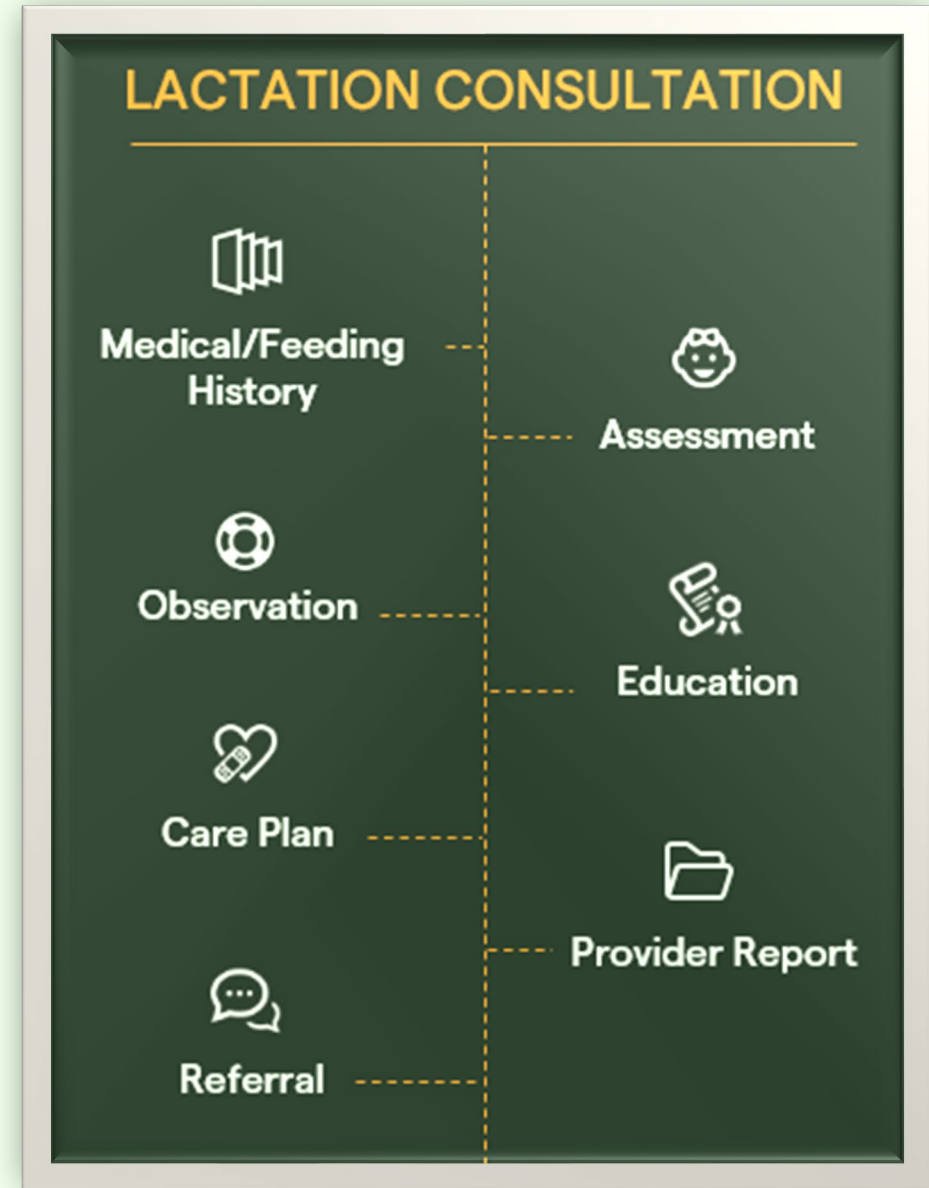 LACTATION CONSULTATION
Medical/Feeding
History
Assessment
Observation
Education
Care Plan
Provider Report
Referral